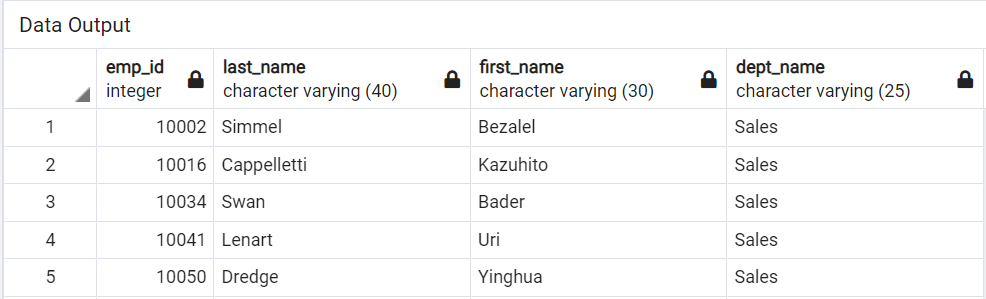 Data Output
emp_id last_name first_name dept_name
integer character varying (40) character varying (30) character varying (25)
1 10002 Simmel Bezalel Sales
2 10016 Cappelletti Kazuhito Sales
3 10034 Swan Bader Sales
4 10041 Lenart Uri Sales
5 10050 Dredge Yinghua Sales